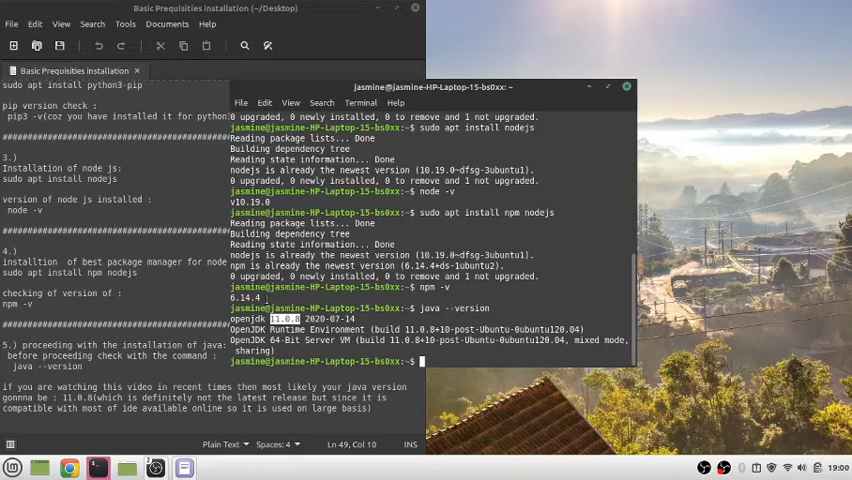 Basic Prequisities installation (~/Desktop)
File Edit View Search Tools Documents Help
Basic Prequisities installation
sudo apt install python3-pip
pip version check :
pip3 -v(coz you have installed it for python
3.)
Installation of node js:
sudo apt install nodejs
version of node js installed :
node -v
4.)
installtion of best package manager for node
sudo apt install npm nodejs
checking of version of :
npm -v
5.) proceeding with the installation of java:
before proceeding check with the command :
java --version
if you are watching this video in recent times then most likely your java version
gonnna be : 11.0.8(which is definitely not the latest release but since it is
compatible with most of ide available online so it is used on large basis)
Plain Text Spaces: 4 Ln 49, Col 10 INS
jasmine@jasmine-HP-Laptop-15-bs0xx: ~
File Edit View Search Terminal Help
0 upgraded, 0 newly installed, 0 to remove and 1 not upgraded.
jasmine@jasmine-HP-Laptop-15-bs0xx:~$ sudo apt install nodejs
Reading package lists... Done
Building dependency tree
Reading state information... Done
nodejs is already the newest version (10.19.0~dfsg-3ubuntu1).
0 upgraded, 0 newly installed, 0 to remove and 1 not upgraded.
jasmine@jasmine-HP-Laptop-15-bs0xx:~$ node -v
v10.19.0
jasmine@jasmine-HP-Laptop-15-bs0xx:~$ sudo apt install npm nodejs
Reading package lists... Done
Building dependency tree
Reading state information... Done
nodejs is already the newest version (10.19.0~dfsg-3ubuntu1).
npm is already the newest version (6.14.4+ds-1ubuntu2).
0 upgraded, 0 newly installed, 0 to remove and 1 not upgraded.
jasmine@jasmine-HP-Laptop-15-bs0xx:~$ npm -v
6.14.4
jasmine@jasmine-HP-Laptop-15-bs0xx:~$ java --version
openjdk 11.0.8 2020-07-14
OpenJDK Runtime Environment (build 11.0.8+10-post-Ubuntu-0ubuntu120.04)
OpenJDK 64-Bit Server VM (build 11.0.8+10-post-Ubuntu-0ubuntu120.04, mixed mode,
sharing)
jasmine@jasmine-HP-Laptop-15-bs0xx:~$
19:00